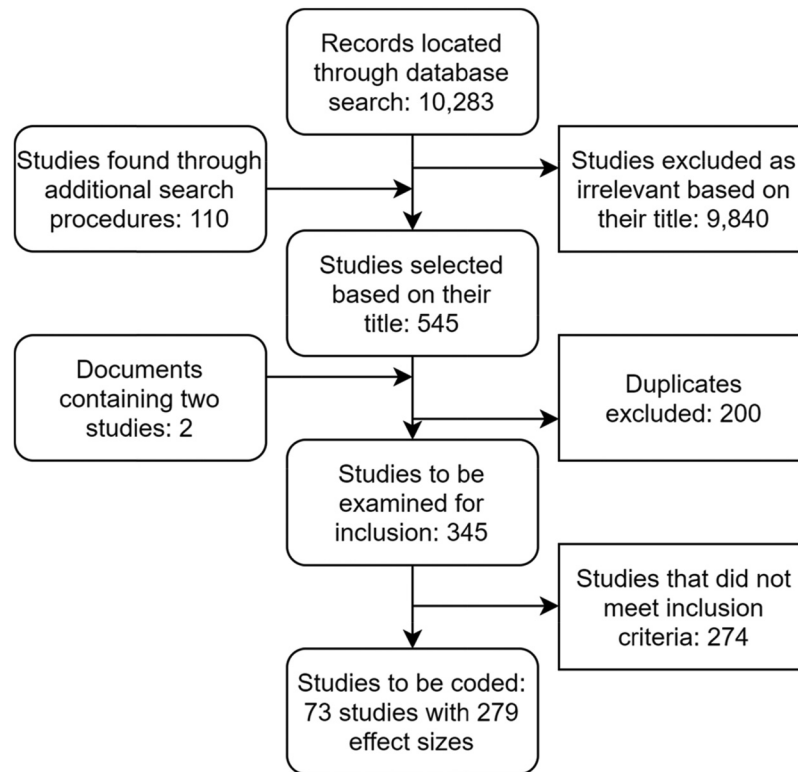 Records located
through database
search: 10,283
Studies found through
additional search
procedures: 110
Studies excluded as
irrelevant based on
their title: 9,840
Studies selected
based on their
title: 545
Documents
containing two
studies: 2
Duplicates
excluded: 200
Studies to be
examined for
inclusion: 345
Studies that did not
meet inclusion
criteria: 274
Studies to be coded:
73 studies with 279
effect sizes